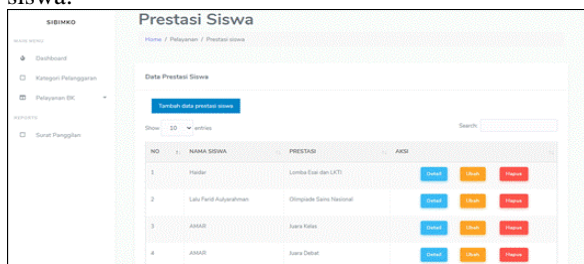 siswa.
SIBIMKO
Prestasi Siswa
MAIN MENU
Home / Pelayanan / Prestasi siswa
Dashboard
Kategori Pelanggaran
Data Prestasi Siswa
Pelayanan BK
Tambah data prestasi siswa
REPORTS
Surat Panggilan
Show 10 entries
Search:
NO NAMA SISWA PRESTASI AKSI
1 Haidar Lomba Esai dan LKTI Detail Ubah Hapus
2 Lalu Farid Aulyarahman Olimpiade Sains Nasional Detail Ubah Hapus
3 AMAR Juara Kelas Detail Ubah Hapus
4 AMAR Juara Debat Detail Ubah Hapus